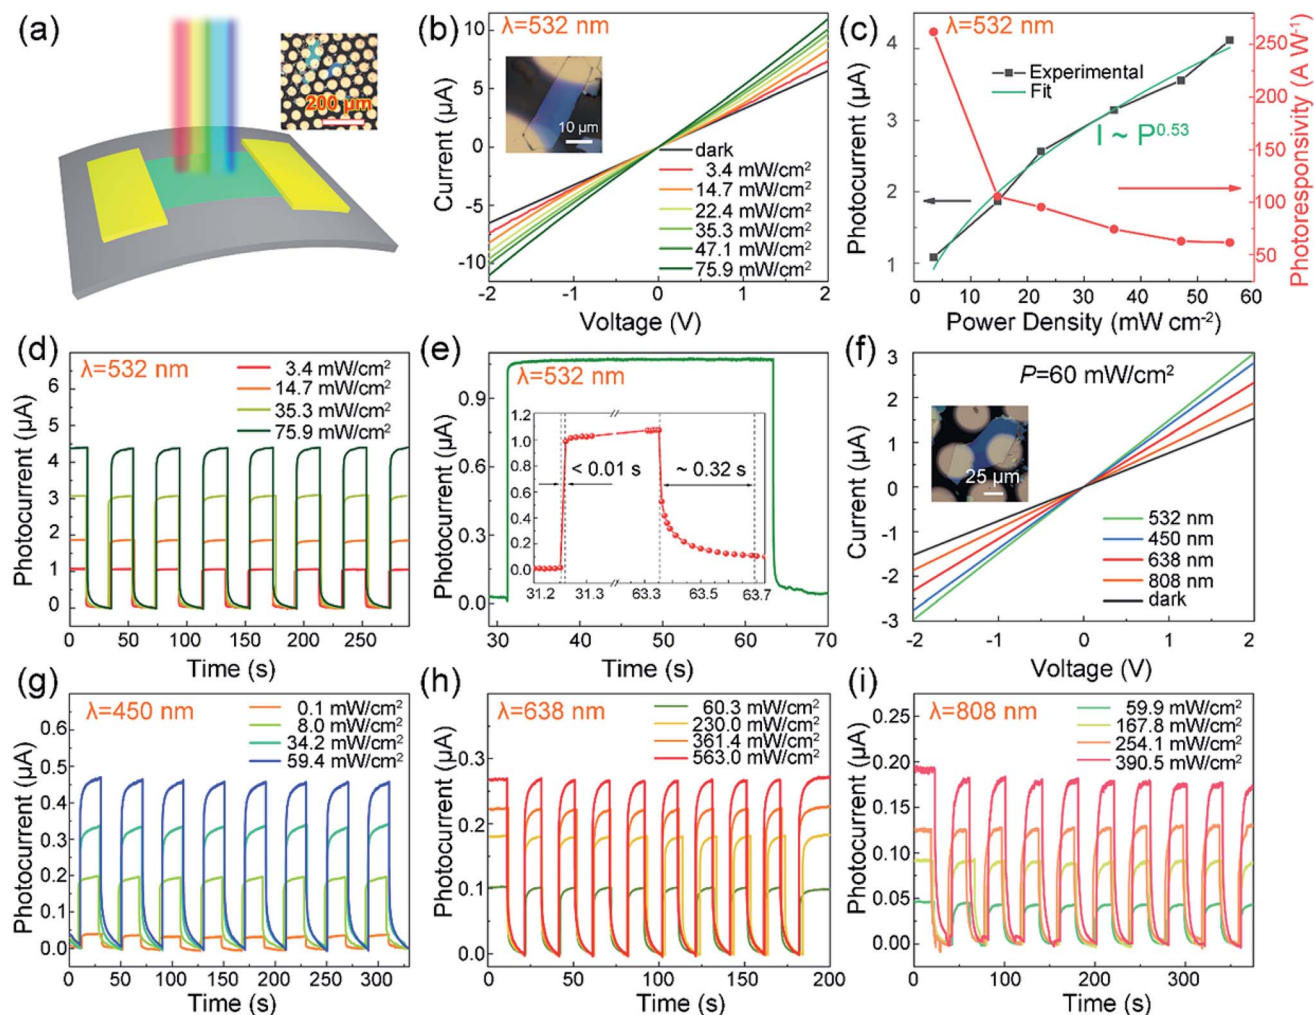 (a)
200 μm
(b)
λ=532 nm
Current (μA)
10
5
0
-5
-10
10 μm
dark
3.4 mW/cm²
14.7 mW/cm²
22.4 mW/cm²
35.3 mW/cm²
47.1 mW/cm²
75.9 mW/cm²
-2 -1 0 1 2
Voltage (V)
(c)
λ=532 nm
Photocurrent (μA)
4
3
2
1
Experimental
Fit
I ~ P⁰·⁵³
250
200
150
100
50
Photoresponsivity (A W⁻¹)
0 10 20 30 40 50 60
Power Density (mW cm⁻²)
(d)
λ=532 nm
3.4 mW/cm²
14.7 mW/cm²
35.3 mW/cm²
75.9 mW/cm²
Photocurrent (μA)
6
5
4
3
2
1
0
0 50 100 150 200 250
Time (s)
(e)
λ=532 nm
Photocurrent (μA)
0.9
0.6
0.3
0.0
1.2
1.0
0.8
0.6
0.4
0.2
0.0
< 0.01 s
~ 0.32 s
31.2 31.3 63.3 63.5 63.7
30 40 50 60 70
Time (s)
(f)
P=60 mW/cm²
Current (μA)
3
2
1
0
-1
-2
-3
25 μm
532 nm
450 nm
638 nm
808 nm
dark
-2 -1 0 1 2
Voltage (V)
(g)
λ=450 nm
0.1 mW/cm²
8.0 mW/cm²
34.2 mW/cm²
59.4 mW/cm²
Photocurrent (μA)
0.7
0.6
0.5
0.4
0.3
0.2
0.1
0.0
0 50 100 150 200 250 300
Time (s)
(h)
λ=638 nm
60.3 mW/cm²
230.0 mW/cm²
361.4 mW/cm²
563.0 mW/cm²
Photocurrent (μA)
0.3
0.2
0.1
0.0
0 25 50 75 100 125 150 175 200
Time (s)
(i)
λ=808 nm
59.9 mW/cm²
167.8 mW/cm²
254.1 mW/cm²
390.5 mW/cm²
Photocurrent (μA)
0.25
0.20
0.15
0.10
0.05
0.00
0 100 200 300
Time (s)